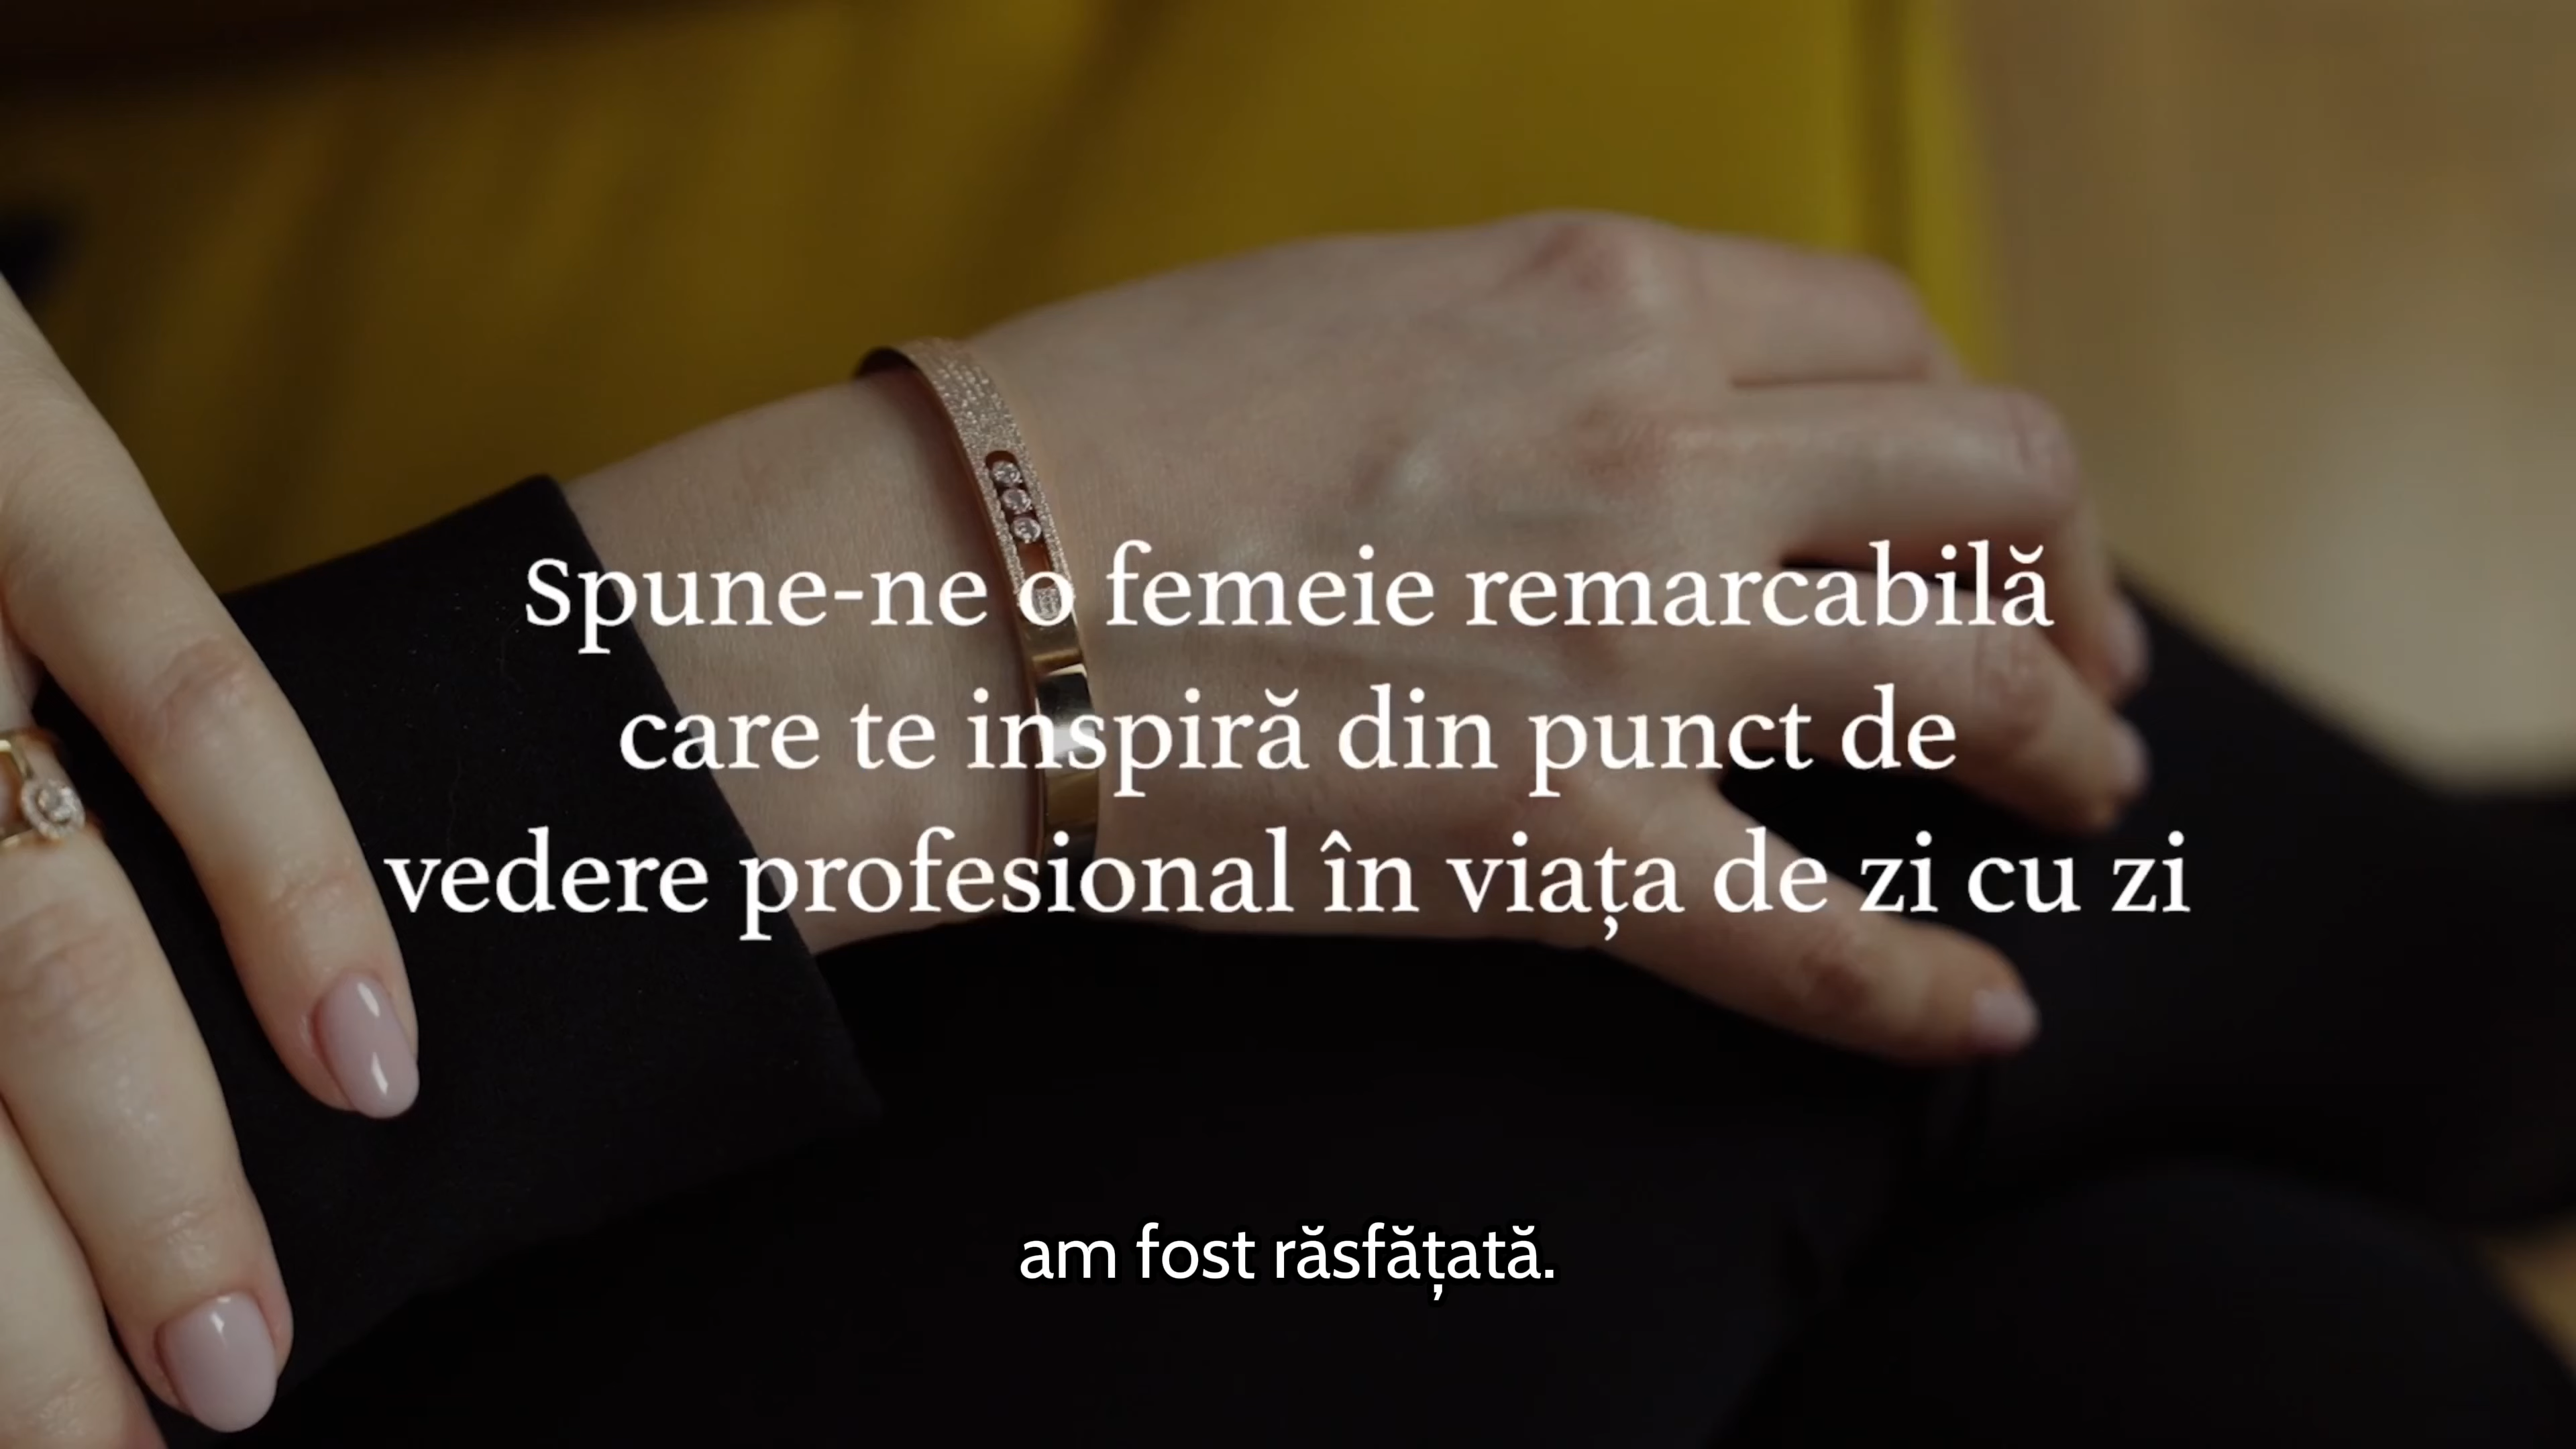 Spune-ne o femeie remarcabilă
care te inspiră din punct de
vedere profesional în viața de zi cu zi
am fost răsfățată.